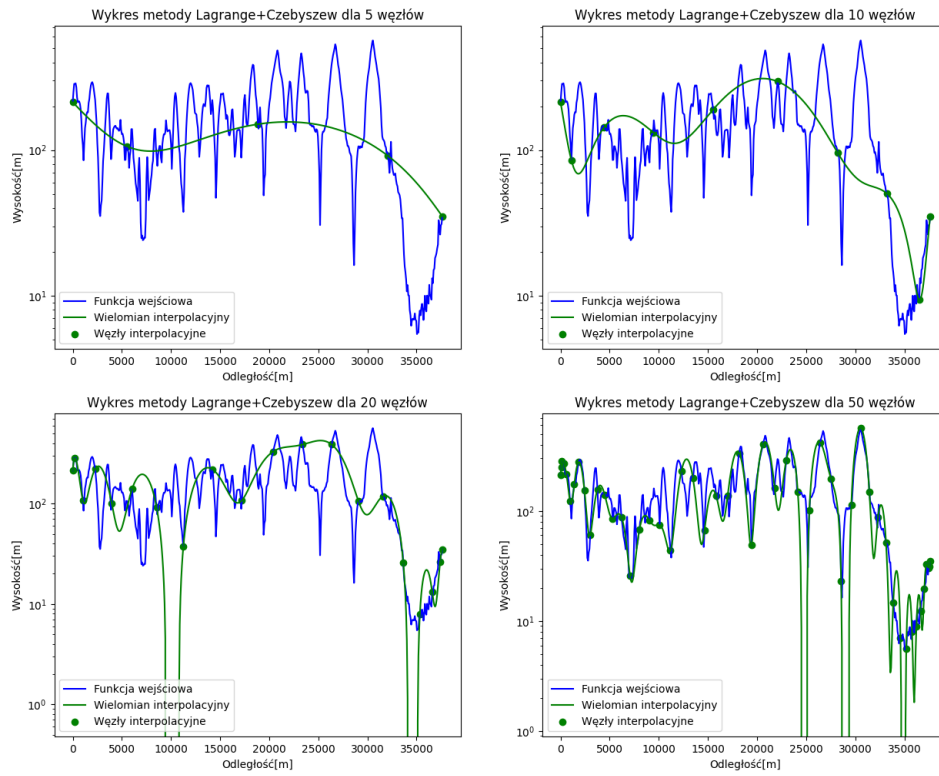 Wykres metody Lagrange+Czebyszew dla 5 węzłów
Wysokość[m]
10²
10¹
Funkcja wejściowa
Wielomian interpolacyjny
Węzły interpolacyjne
0 5000 10000 15000 20000 25000 30000 35000
Odległość[m]
Wykres metody Lagrange+Czebyszew dla 10 węzłów
Wysokość[m]
10²
10¹
Funkcja wejściowa
Wielomian interpolacyjny
Węzły interpolacyjne
0 5000 10000 15000 20000 25000 30000 35000
Odległość[m]
Wykres metody Lagrange+Czebyszew dla 20 węzłów
Wysokość[m]
10²
10¹
10⁰
Funkcja wejściowa
Wielomian interpolacyjny
Węzły interpolacyjne
0 5000 10000 15000 20000 25000 30000 35000
Odległość[m]
Wykres metody Lagrange+Czebyszew dla 50 węzłów
Wysokość[m]
10²
10¹
10⁰
Funkcja wejściowa
Wielomian interpolacyjny
Węzły interpolacyjne
0 5000 10000 15000 20000 25000 30000 35000
Odległość[m]